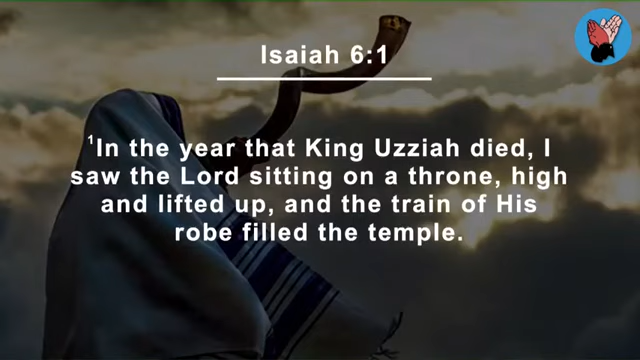 Isaiah 6:1
¹In the year that King Uzziah died, I
saw the Lord sitting on a throne, high
and lifted up, and the train of His
robe filled the temple.